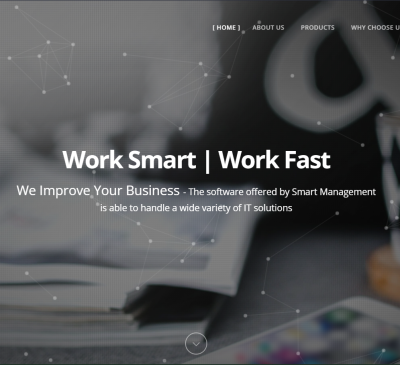 [ HOME ] ABOUT US PRODUCTS WHY CHOOSE U
Work Smart | Work Fast
We Improve Your Business - The software offered by Smart Management
is able to handle a wide variety of IT solutions